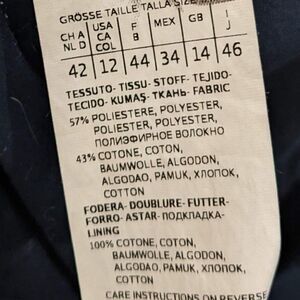 GRÖSSE TAILLE TALLA SIZE
CH A USA F MEX GB I
NL D CA B J
COL
42 12 44 34 14 46
TESSUTO- TISSU- STOFF- TEJIDO-
TECIDO- KUMAŞ- ТКАНЬ- FABRIC
57% POLIESTERE, POLYESTER,
POLIÉSTER, POLYESTER,
ПОЛИЭФИРНОЕ ВОЛОКНО
43% COTONE, COTON,
BAUMWOLLE, ALGODON,
ALGODAO, PAMUK, ХЛОПОК,
COTTON
FODERA- DOUBLURE- FUTTER-
FORRO- ASTAR- ПОДКЛАДКА-
LINING
100% COTONE, COTON,
BAUMWOLLE, ALGODON,
ALGODAO, PAMUK, ХЛОПОК,
COTTON
CARE INSTRUCTIONS ON REVERSE